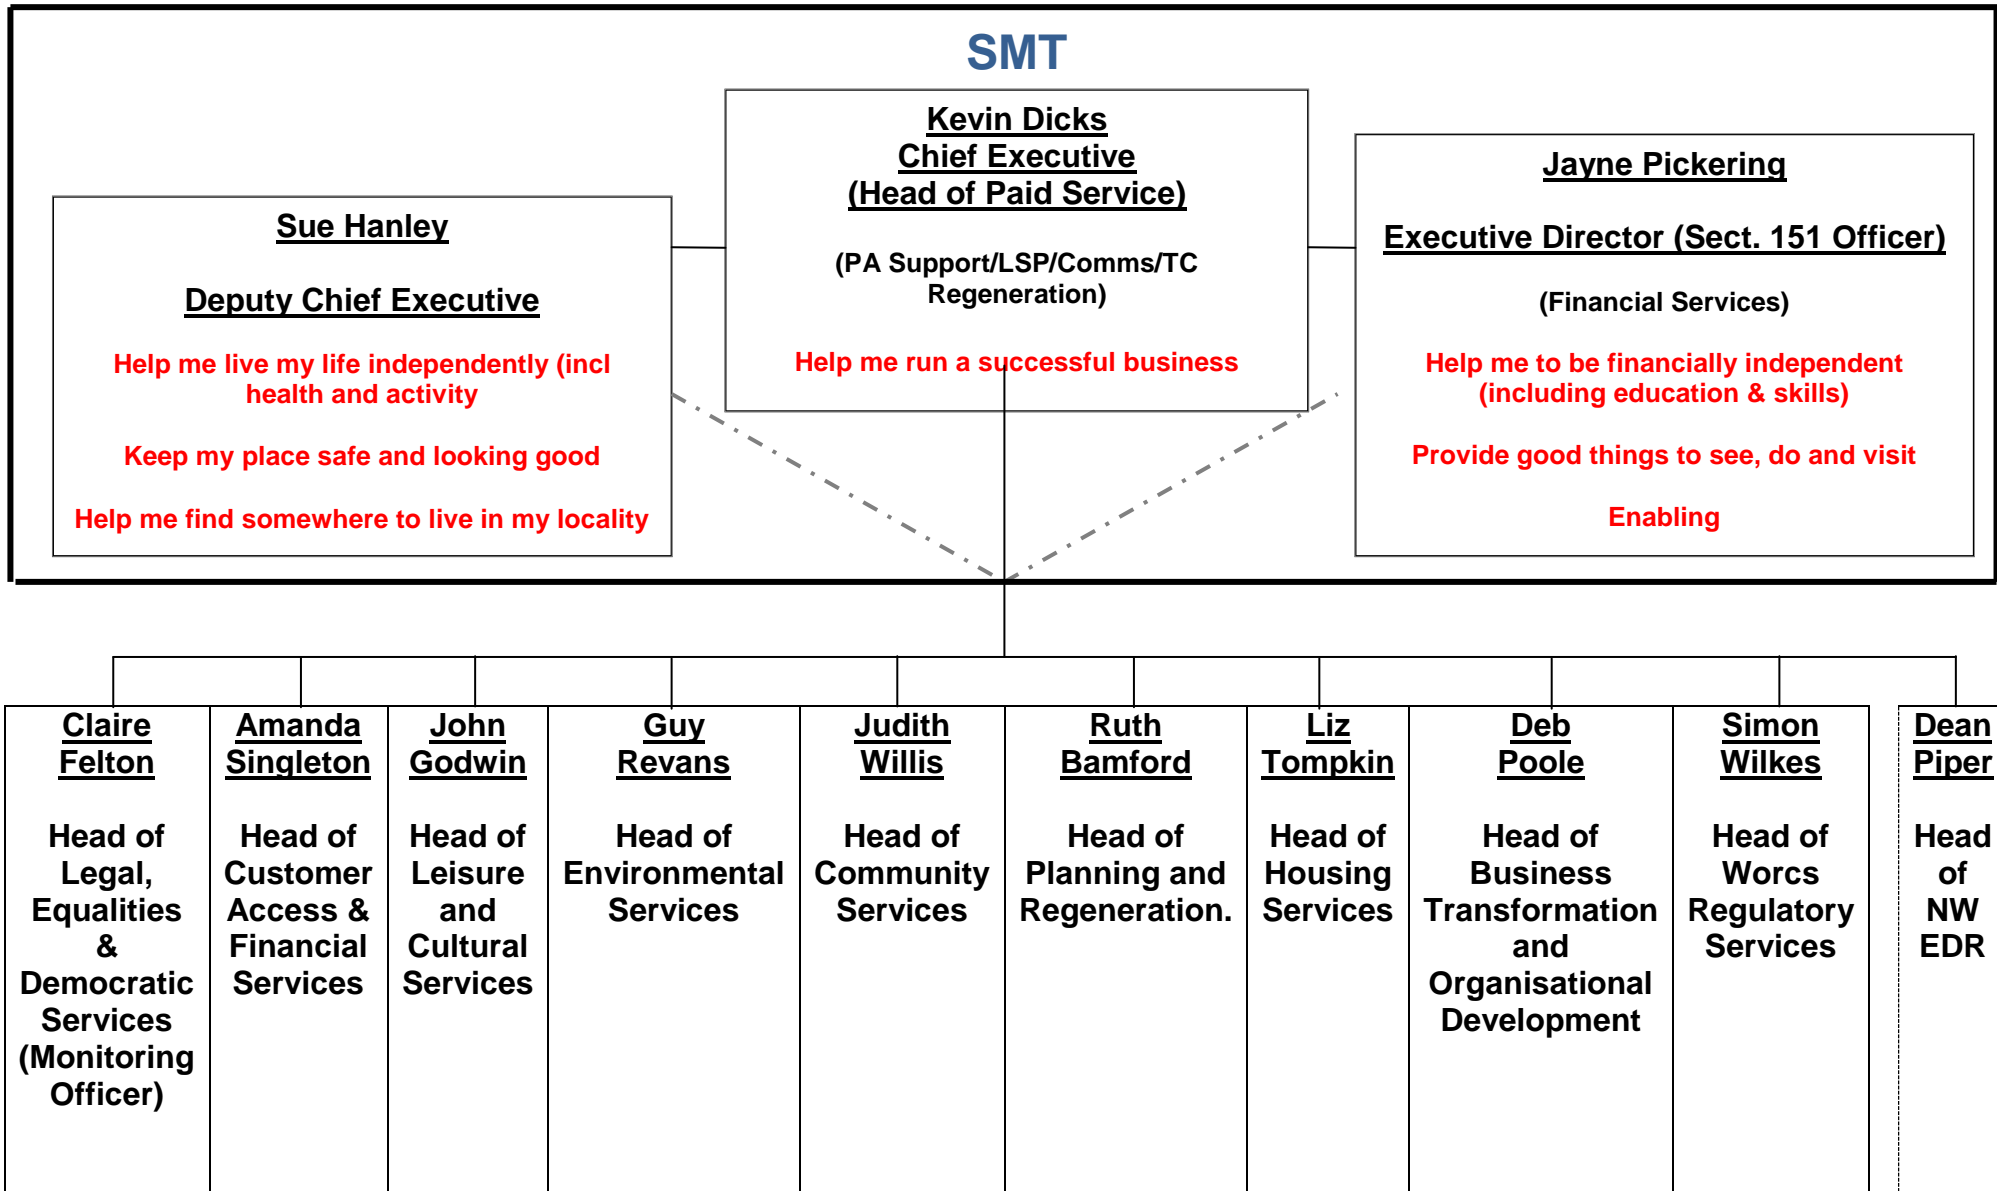 SMT
Sue Hanley
Deputy Chief Executive
Help me live my life independently (incl
health and activity
Keep my place safe and looking good
Help me find somewhere to live in my locality
Kevin Dicks
Chief Executive
(Head of Paid Service)
(PA Support/LSP/Comms/TC
Regeneration)
Help me run a successful business
Jayne Pickering
Executive Director (Sect. 151 Officer)
(Financial Services)
Help me to be financially independent
(including education & skills)
Provide good things to see, do and visit
Enabling
Claire
Felton
Head of
Legal,
Equalities
&
Democratic
Services
(Monitoring
Officer)
Amanda
Singleton
Head of
Customer
Access &
Financial
Services
John
Godwin
Head of
Leisure
and
Cultural
Services
Guy
Revans
Head of
Environmental
Services
Judith
Willis
Head of
Community
Services
Ruth
Bamford
Head of
Planning and
Regeneration.
Liz
Tompkin
Head of
Housing
Services
Deb
Poole
Head of
Business
Transformation
and
Organisational
Development
Simon
Wilkes
Head of
Worcs
Regulatory
Services
Dean
Piper
Head
of
NW
EDR